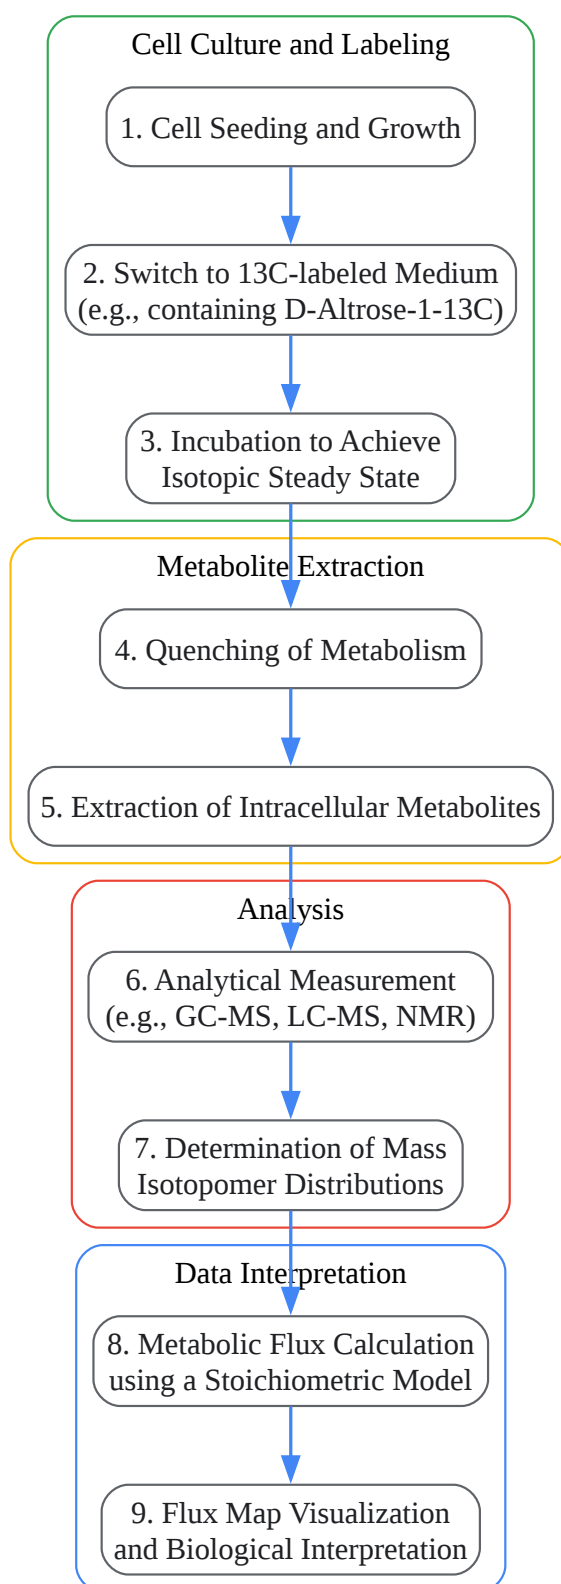 Cell Culture and Labeling
1. Cell Seeding and Growth
2. Switch to 13C-labeled Medium
(e.g., containing D-Altrose-1-13C)
3. Incubation to Achieve
Isotopic Steady State
Metabolite Extraction
4. Quenching of Metabolism
5. Extraction of Intracellular Metabolites
Analysis
6. Analytical Measurement
(e.g., GC-MS, LC-MS, NMR)
7. Determination of Mass
Isotopomer Distributions
Data Interpretation
8. Metabolic Flux Calculation
using a Stoichiometric Model
9. Flux Map Visualization
and Biological Interpretation